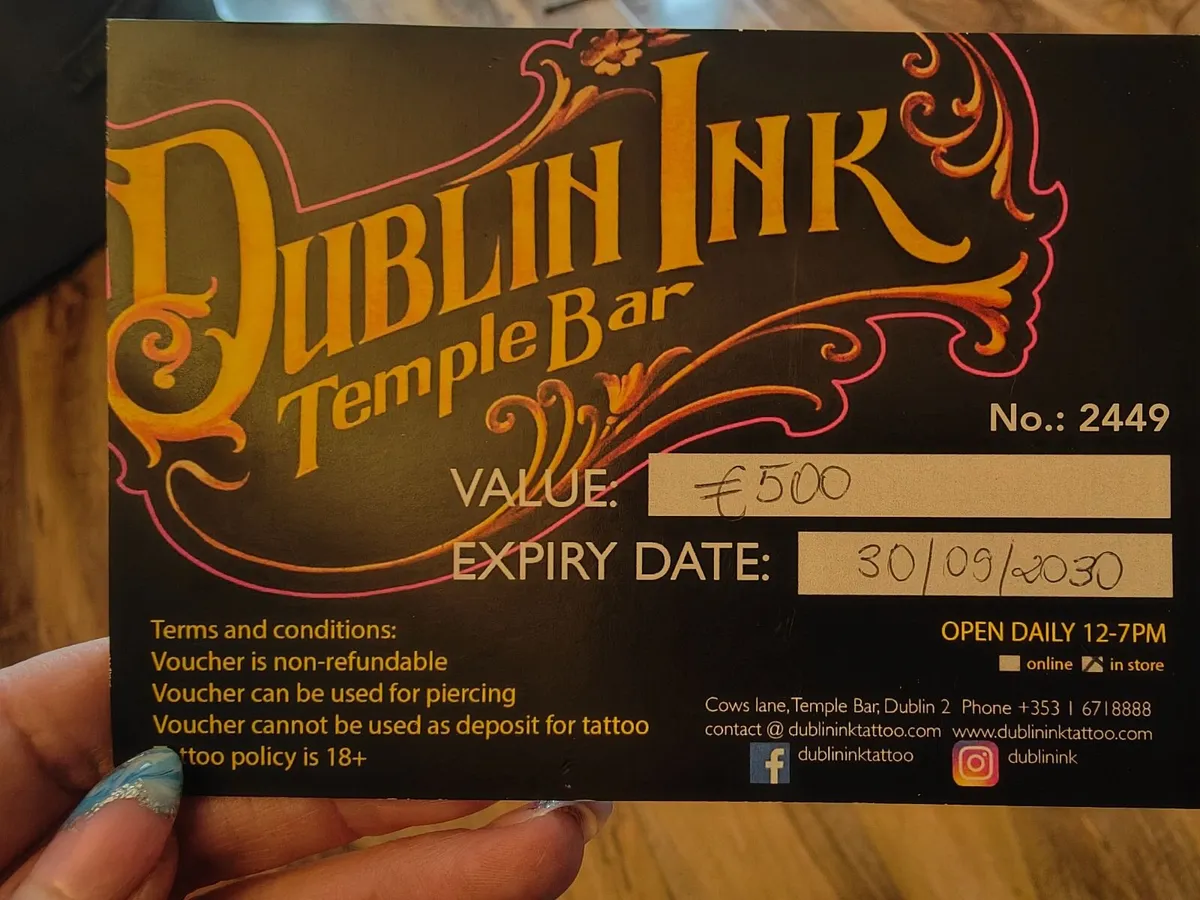 DUBLIN INK
Temple Bar
No.: 2449
VALUE: €500
EXPIRY DATE: 30/09/2030
Terms and conditions:
Voucher is non-refundable
Voucher can be used for piercing
Voucher cannot be used as deposit for tattoo
ttoo policy is 18+
OPEN DAILY 12-7PM
online in store
Cows lane, Temple Bar, Dublin 2 Phone +353 1 6718888
contact @ dublininktattoo.com www.dublininktattoo.com
dublininktattoo dublinink